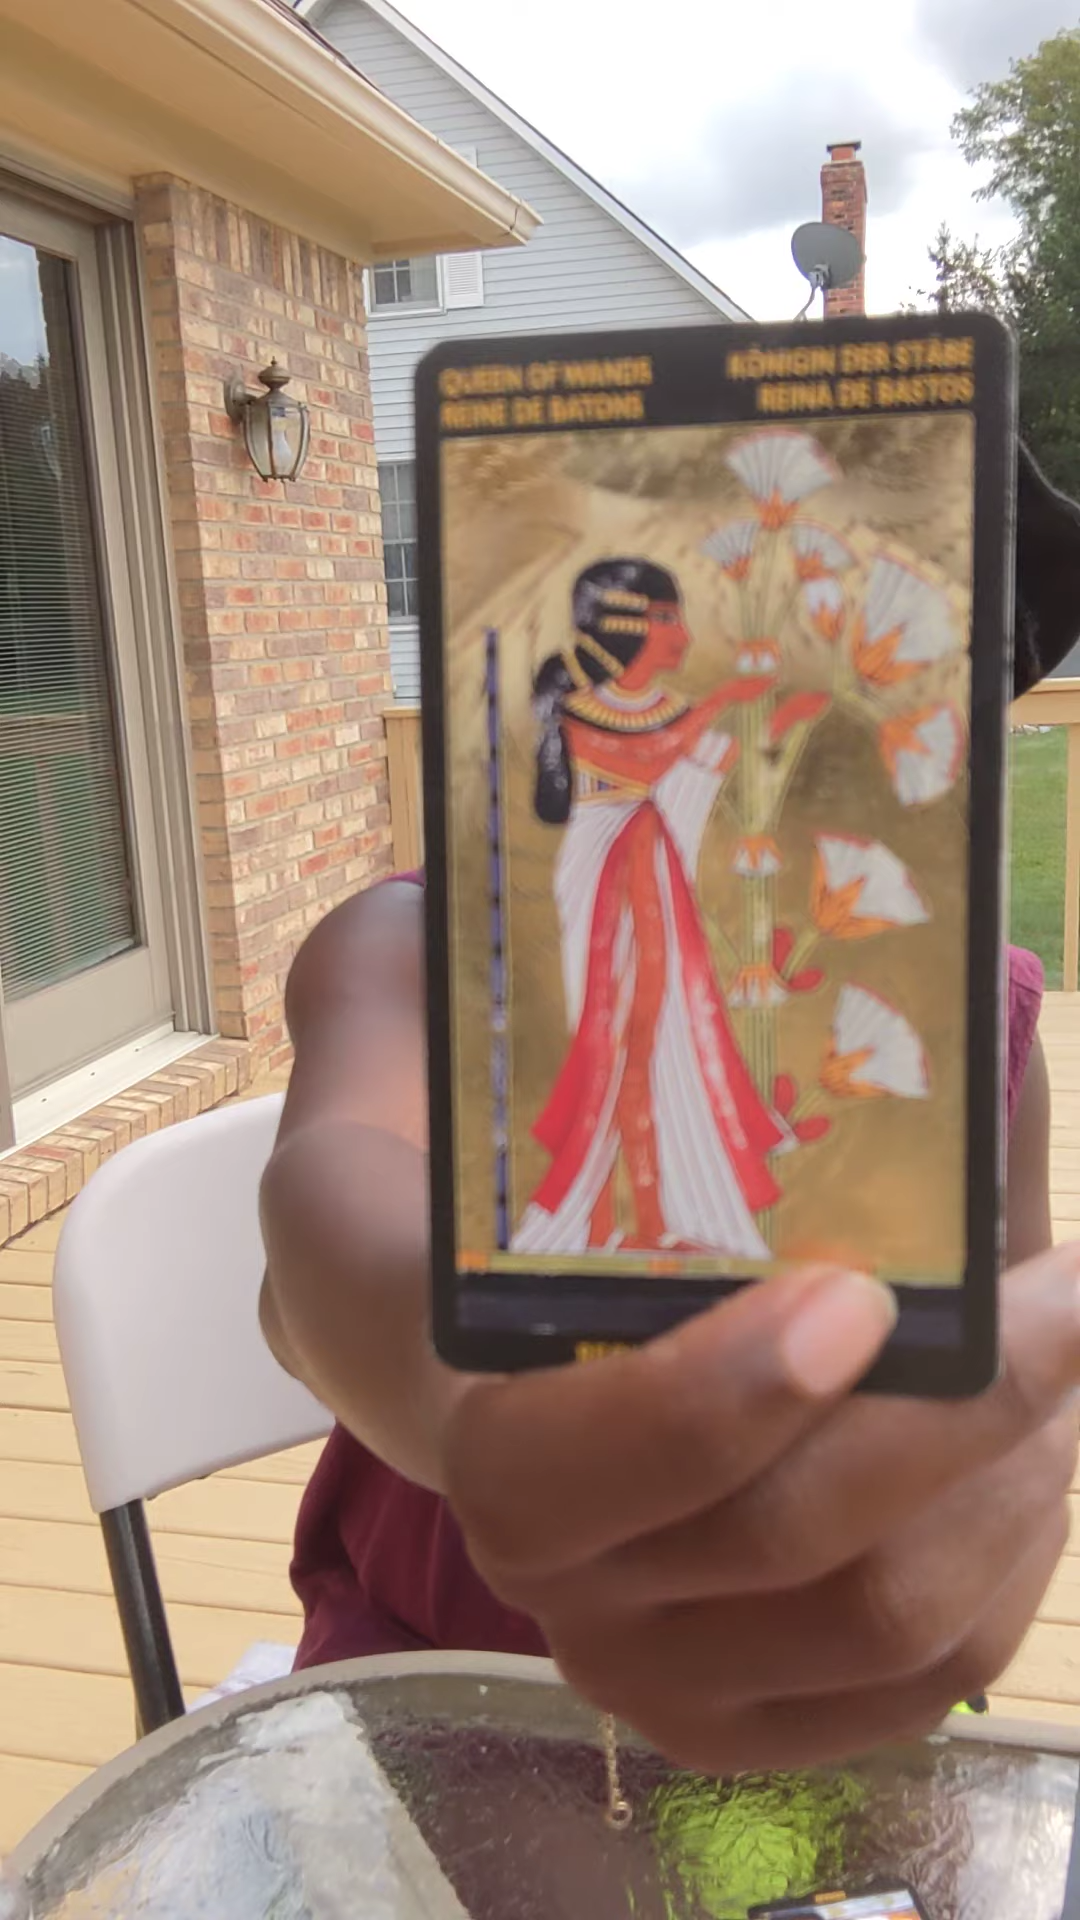 QUEEN OF WANDS
REINE DE BATONS
KÖNIGIN DER STÄBE
REINA DE BASTOS